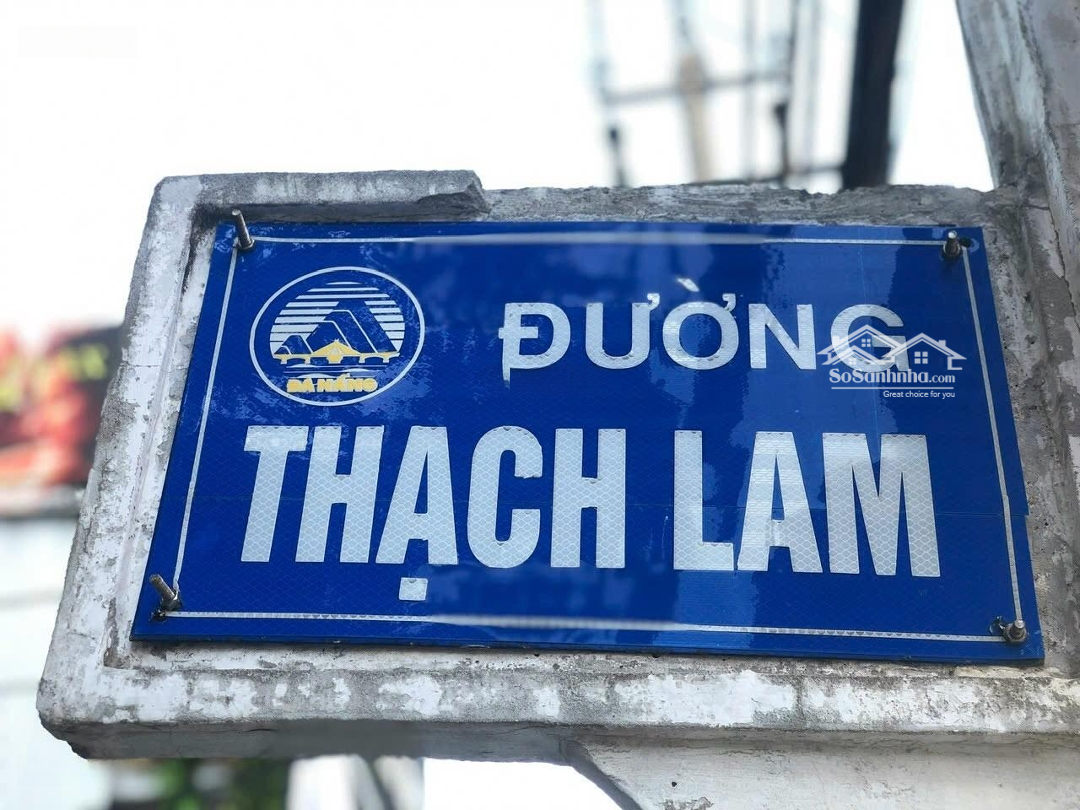 ĐƯỜNG
ĐÀ NẴNG
SoSanhnha.com
Great choice for you
THẠCH LAM